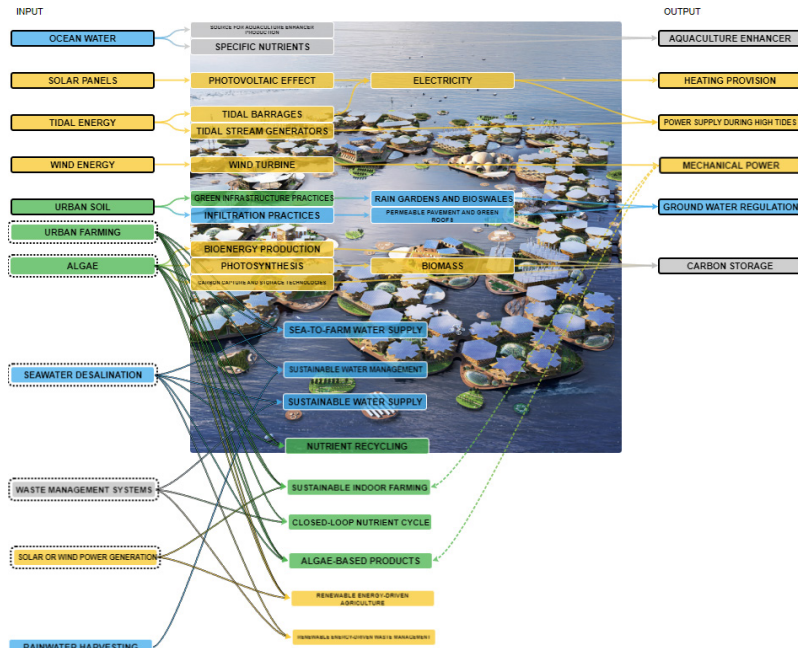 INPUT
OUTPUT
SOURCE FOR AQUACULTURE ENHANCER
PRODUCTION
OCEAN WATER
AQUACULTURE ENHANCER
SPECIFIC NUTRIENTS
SOLAR PANELS
PHOTOVOLTAIC EFFECT
ELECTRICITY
HEATING PROVISION
TIDAL BARRAGES
TIDAL ENERGY
POWER SUPPLY DURING HIGH TIDES
TIDAL STREAM GENERATORS
WIND ENERGY
WIND TURBINE
MECHANICAL POWER
GREEN INFRASTRUCTURE PRACTICES
RAIN GARDENS AND BIOSWALES
URBAN SOIL
GROUND WATER REGULATION
INFILTRATION PRACTICES
PERMEABLE PAVEMENT AND GREEN
ROOFS
URBAN FARMING
BIOENERGY PRODUCTION
ALGAE
PHOTOSYNTHESIS
BIOMASS
CARBON STORAGE
CARBON CAPTURE AND STORAGE TECHNOLOGIES
SEA-TO-FARM WATER SUPPLY
SEAWATER DESALINATION
SUSTAINABLE WATER MANAGEMENT
SUSTAINABLE WATER SUPPLY
NUTRIENT RECYCLING
WASTE MANAGEMENT SYSTEMS
SUSTAINABLE INDOOR FARMING
CLOSED-LOOP NUTRIENT CYCLE
SOLAR OR WIND POWER GENERATION
ALGAE-BASED PRODUCTS
RENEWABLE ENERGY-DRIVEN
AGRICULTURE
RENEWABLE ENERGY-DRIVEN WASTE MANAGEMENT
RAINWATER HARVESTING